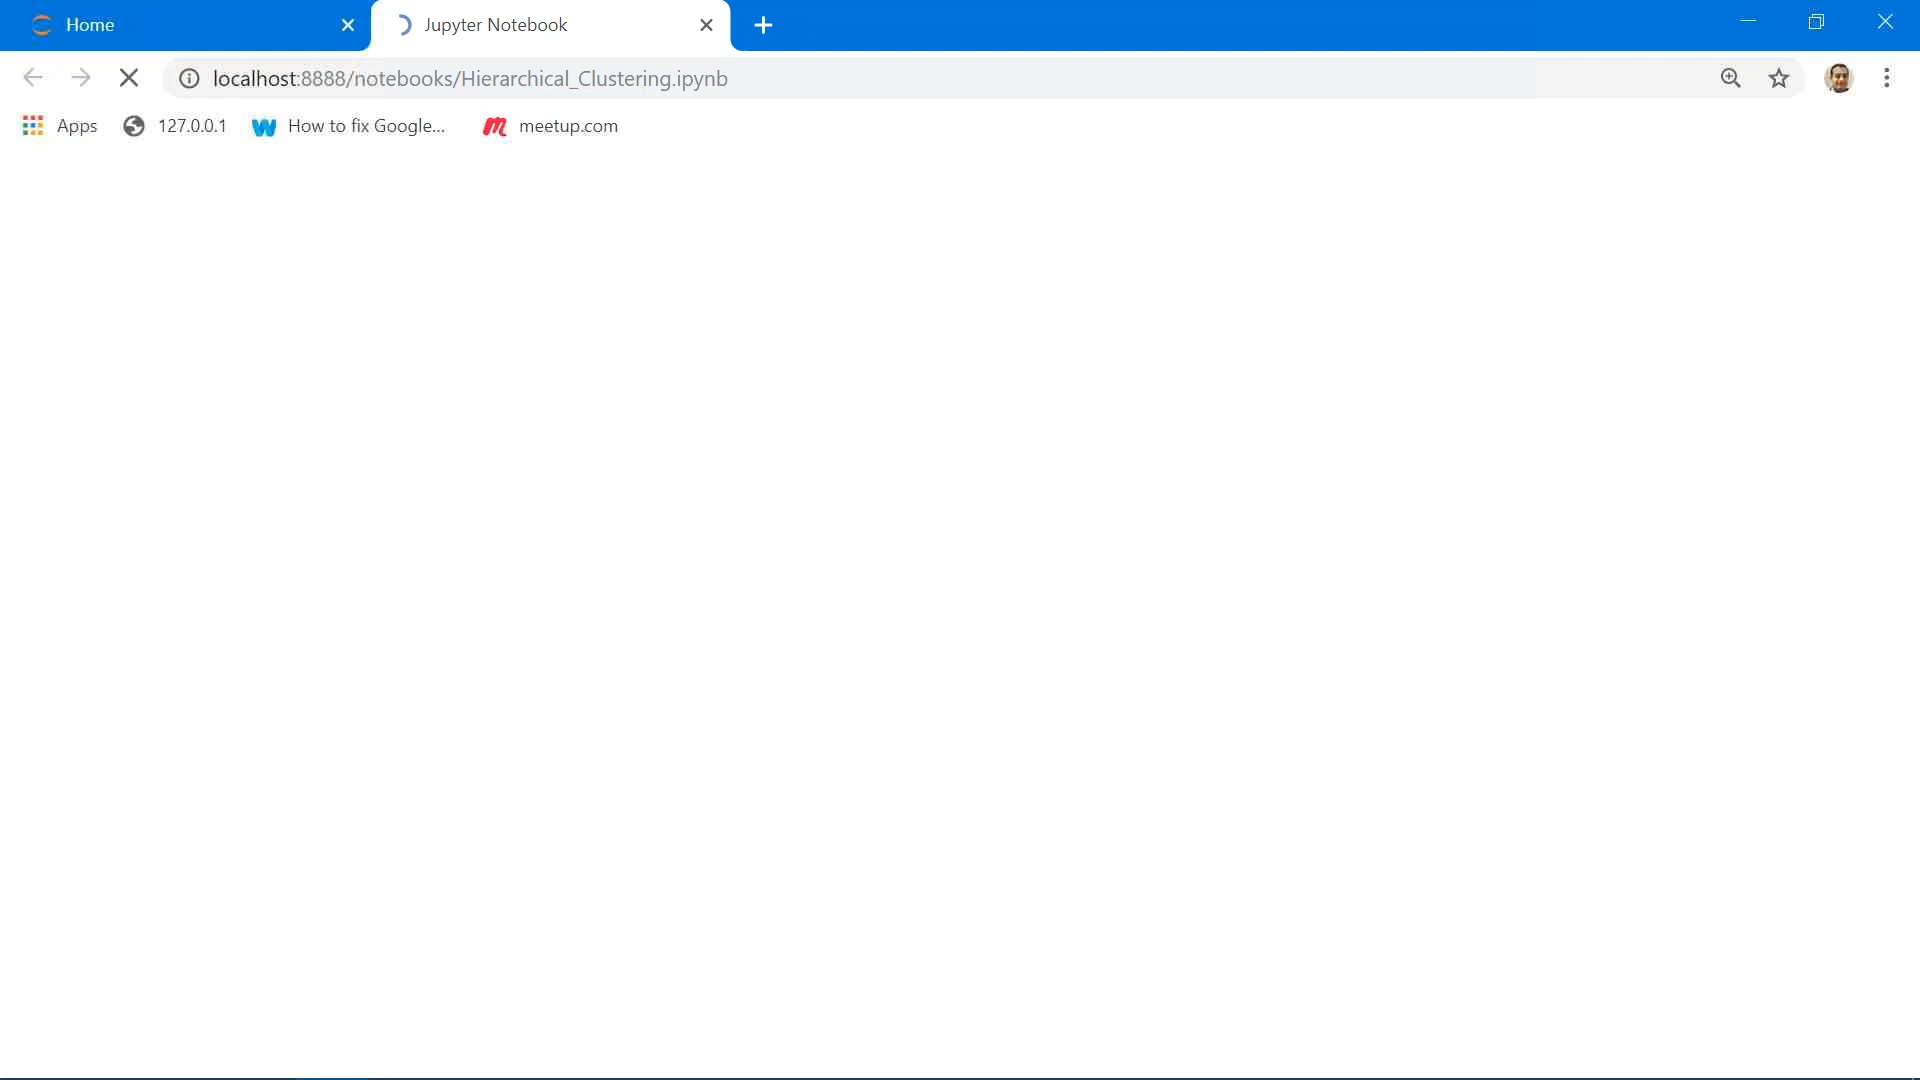 Home
Jupyter Notebook
localhost:8888/notebooks/Hierarchical_Clustering.ipynb
Apps 127.0.0.1 How to fix Google... meetup.com